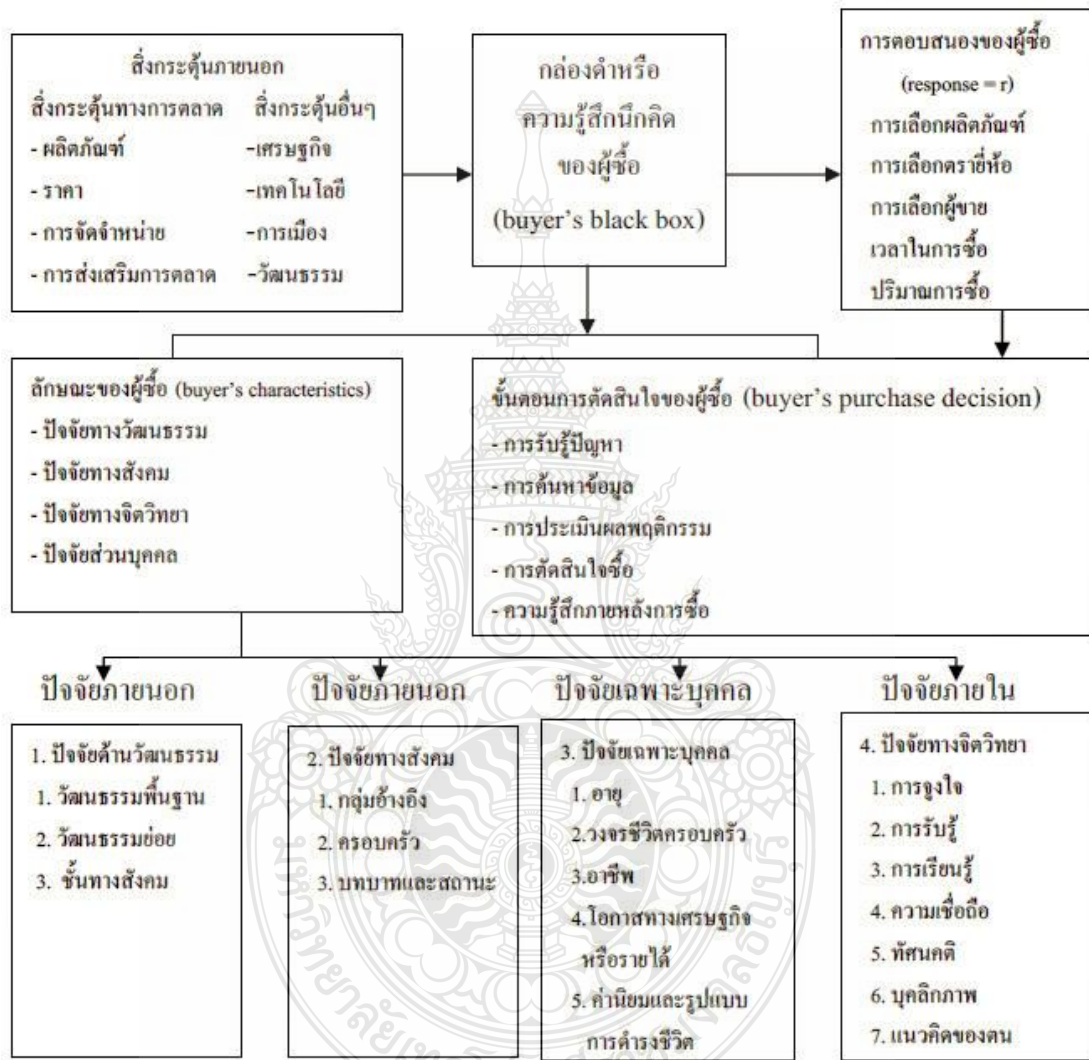 สิ่งกระตุ้นภายนอก
สิ่งกระตุ้นทางการตลาด สิ่งกระตุ้นอื่นๆ
- ผลิตภัณฑ์ -เศรษฐกิจ
- ราคา -เทคโนโลยี
- การจัดจำหน่าย -การเมือง
- การส่งเสริมการตลาด -วัฒนธรรม
กล่องดำหรือ
ความรู้สึกนึกคิด
ของผู้ซื้อ
(buyer's black box)
การตอบสนองของผู้ซื้อ
(response = r)
การเลือกผลิตภัณฑ์
การเลือกตรายี่ห้อ
การเลือกผู้ขาย
เวลาในการซื้อ
ปริมาณการซื้อ
ลักษณะของผู้ซื้อ (buyer's characteristics)
- ปัจจัยทางวัฒนธรรม
- ปัจจัยทางสังคม
- ปัจจัยทางจิตวิทยา
- ปัจจัยส่วนบุคคล
ขั้นตอนการตัดสินใจของผู้ซื้อ (buyer's purchase decision)
- การรับรู้ปัญหา
- การค้นหาข้อมูล
- การประเมินผลพฤติกรรม
- การตัดสินใจซื้อ
- ความรู้สึกภายหลังการซื้อ
ปัจจัยภายนอก
1. ปัจจัยด้านวัฒนธรรม
1. วัฒนธรรมพื้นฐาน
2. วัฒนธรรมย่อย
3. ชั้นทางสังคม
ปัจจัยภายนอก
2. ปัจจัยทางสังคม
1. กลุ่มอ้างอิง
2. ครอบครัว
3. บทบาทและสถานะ
ปัจจัยเฉพาะบุคคล
3. ปัจจัยเฉพาะบุคคล
1. อายุ
2.วงจรชีวิตครอบครัว
3.อาชีพ
4.โอกาสทางเศรษฐกิจ
หรือรายได้
5. ค่านิยมและรูปแบบ
การดำรงชีวิต
ปัจจัยภายใน
4. ปัจจัยทางจิตวิทยา
1. การจูงใจ
2. การรับรู้
3. การเรียนรู้
4. ความเชื่อถือ
5. ทัศนคติ
6. บุคลิกภาพ
7. แนวคิดของตน